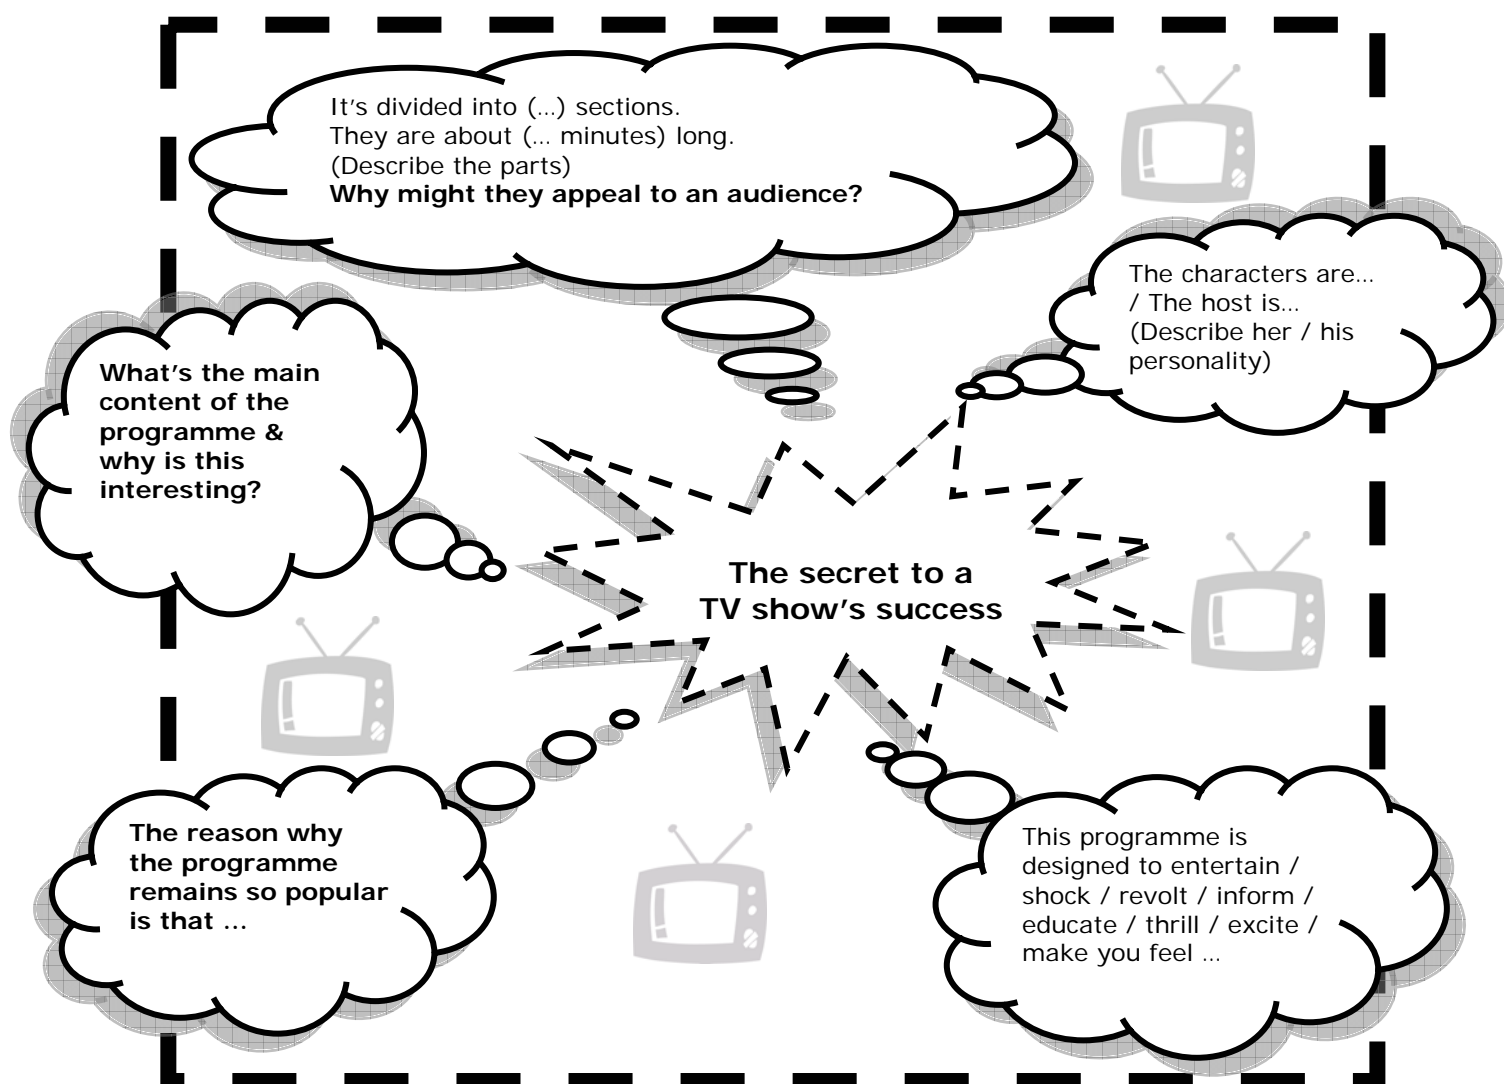 It's divided into (...) sections.
They are about (... minutes) long.
(Describe the parts)
Why might they appeal to an audience?
The characters are...
/ The host is...
(Describe her / his
personality)
What's the main
content of the
programme &
why is this
interesting?
The secret to a
TV show's success
The reason why
the programme
remains so popular
is that ...
This programme is
designed to entertain /
shock / revolt / inform /
educate / thrill / excite /
make you feel ...